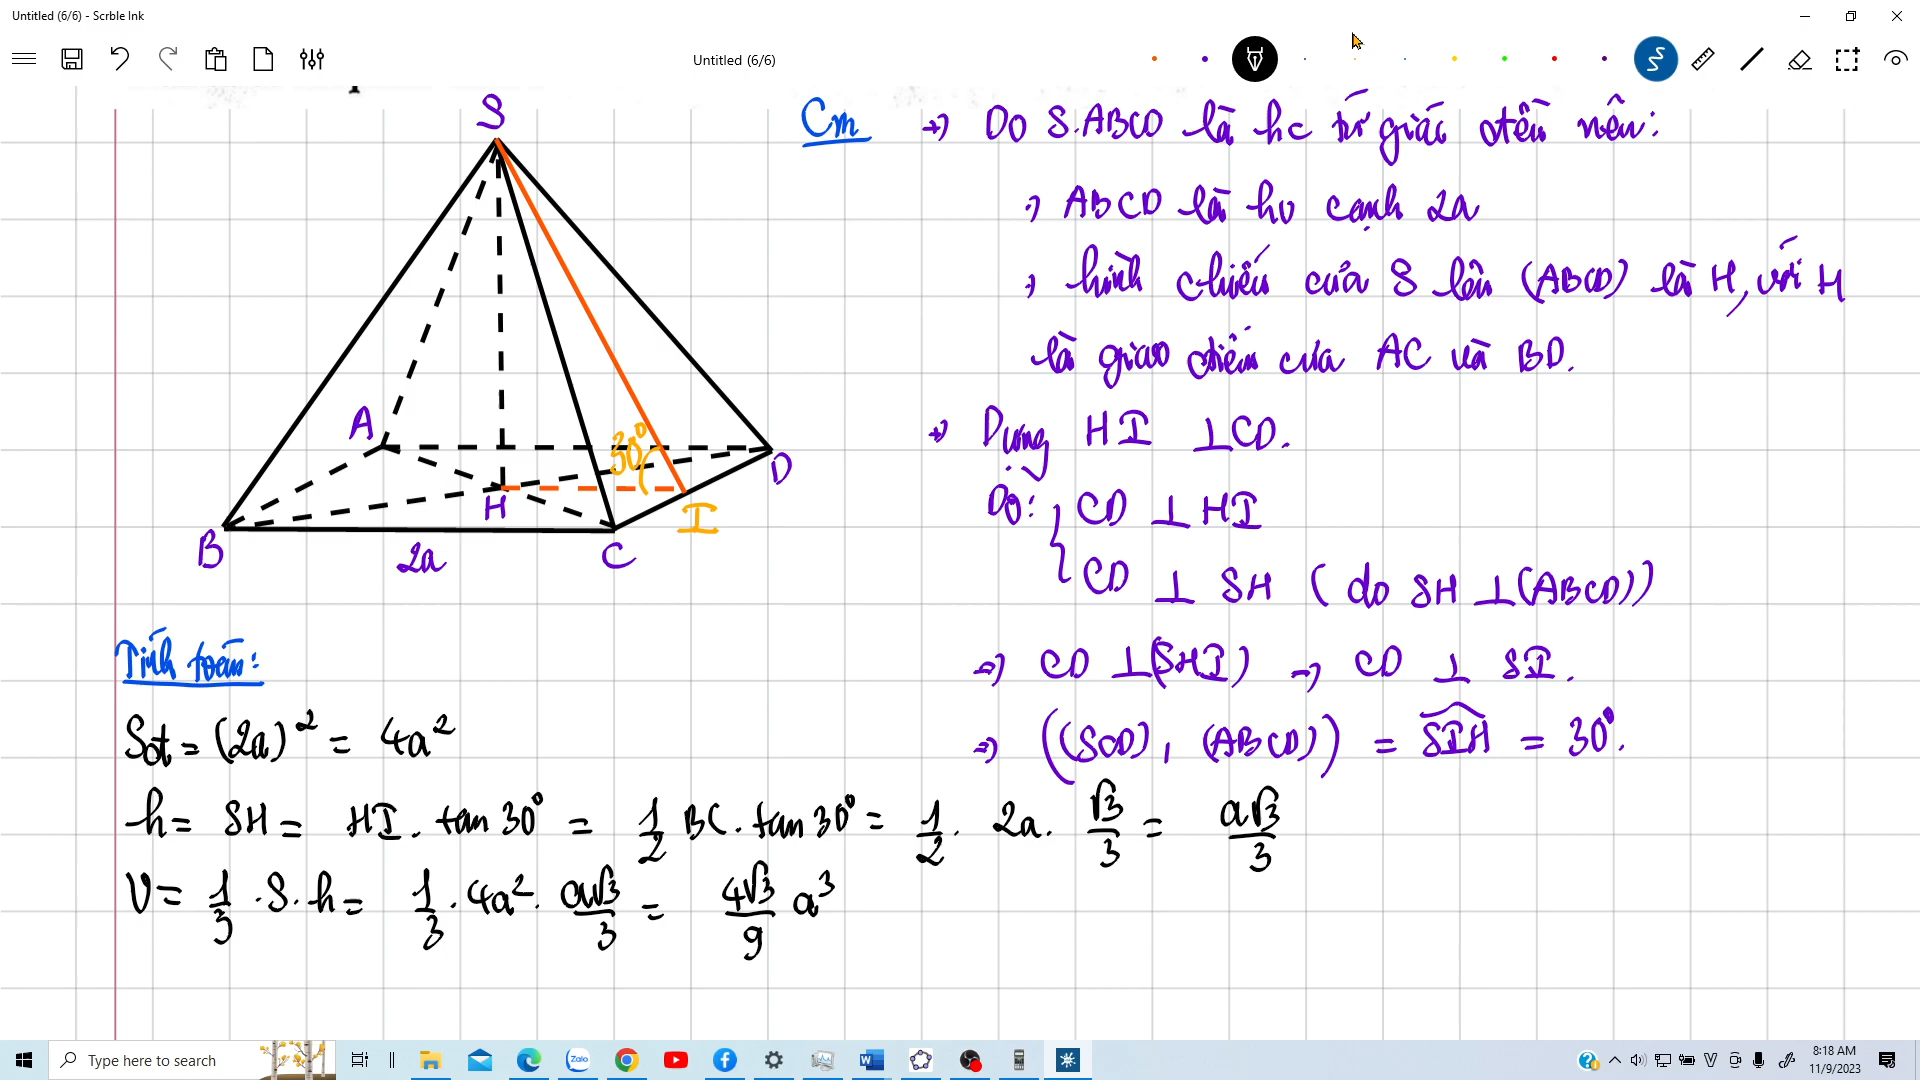 Untitled (6/6) - Scrble Ink
Untitled (6/6)
S
A
B
C
D
H
I
30°
2a
Cm → Do S.ABCD là hc tứ giác đều nên:
, ABCD là hv cạnh 2a
, hình chiếu của S lên (ABCD) là H, với H
là giao điểm của AC và BD.
→ Dựng HI ⊥ CD.
Do: { CD ⊥ HI
CD ⊥ SH ( do SH ⊥ (ABCD))
⇒ CD ⊥ (SHI) ⇒ CD ⊥ SI.
⇒ ((SCD), (ABCD)) = \widehat{SIH} = 30°.
Tính toán:
Sđ = (2a)² = 4a²
h = SH = HI. tan 30° = 1/2 BC. tan 30° = 1/2 . 2a. √3/3 = a√3/3
V = 1/3 .S.h = 1/3 . 4a² . a√3/3 = 4√3/9 a³
Type here to search
Zalo
8:18 AM
11/9/2023